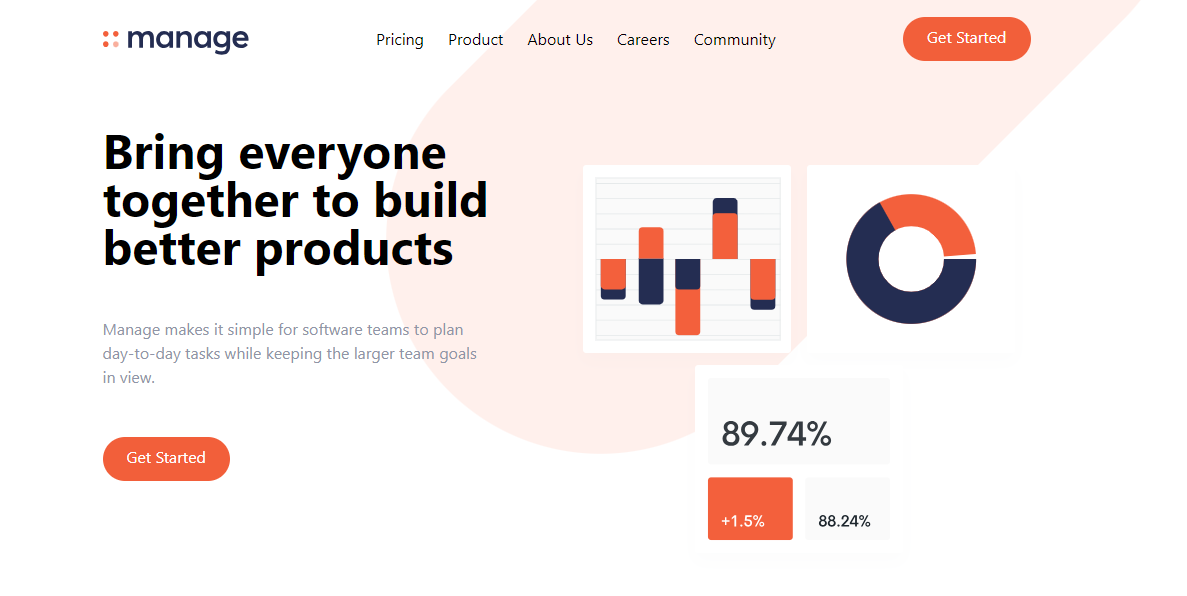 manage
Pricing
Product
About Us
Careers
Community
Get Started
Bring everyone
together to build
better products
Manage makes it simple for software teams to plan
day-to-day tasks while keeping the larger team goals
in view.
Get Started
89.74%
+1.5%
88.24%